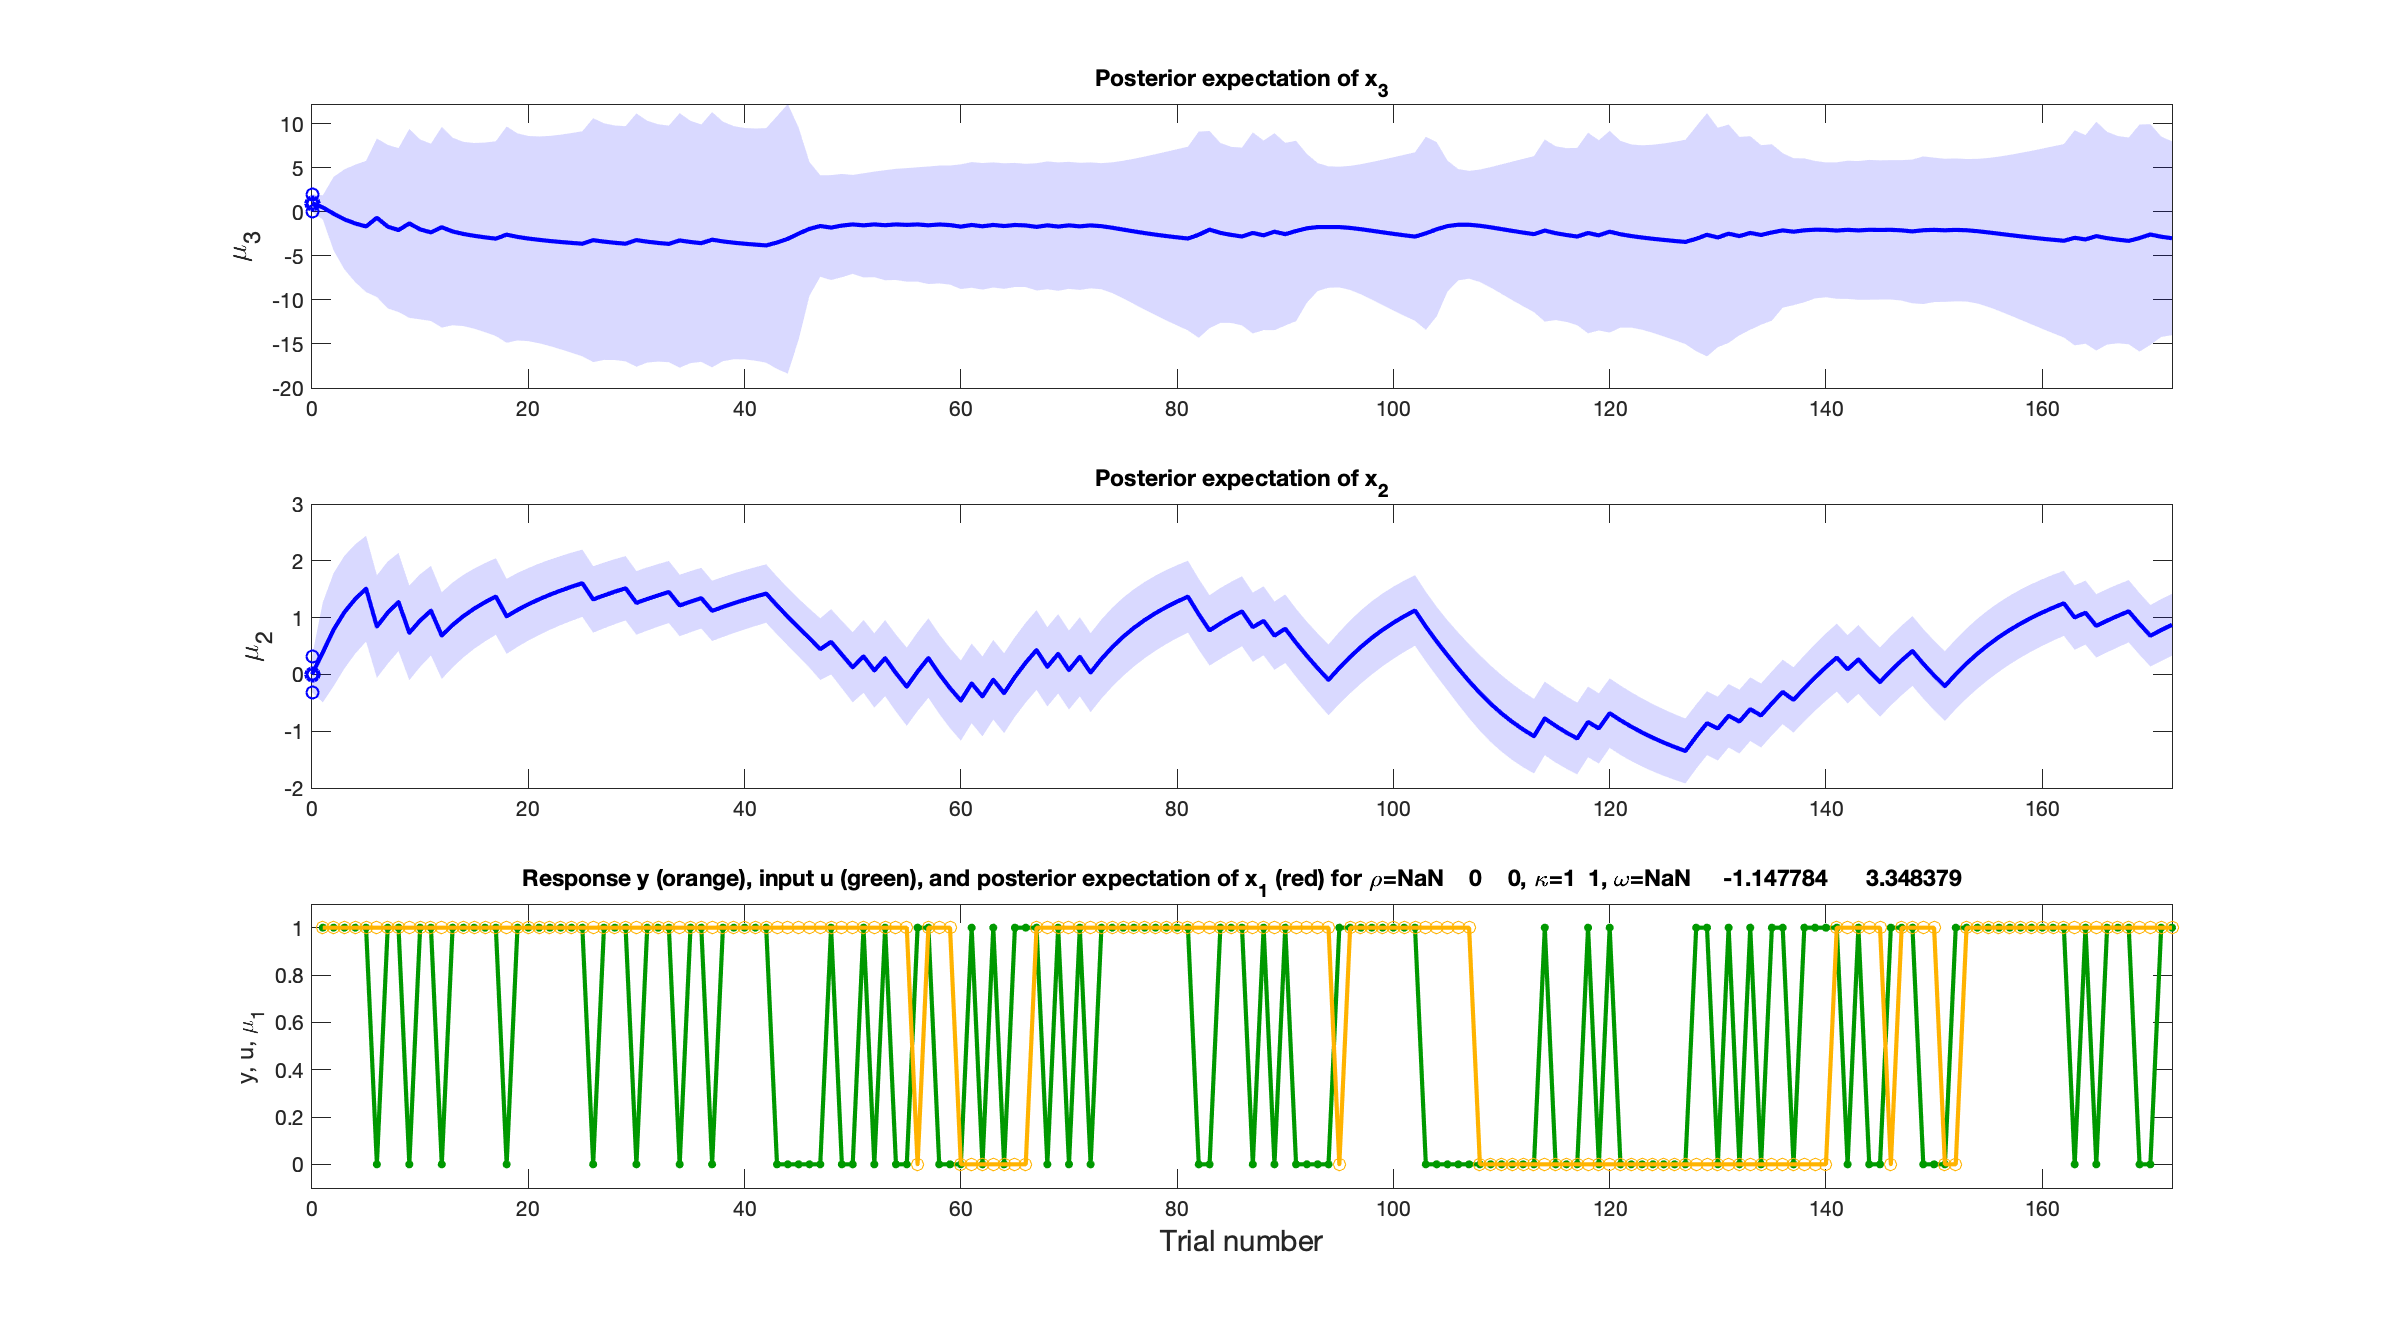 Posterior expectation of x3
10
5
0
-5
-10
-15
-20
μ3
0 20 40 60 80 100 120 140 160
Posterior expectation of x2
3
2
1
0
-1
-2
μ2
0 20 40 60 80 100 120 140 160
Response y (orange), input u (green), and posterior expectation of x1 (red) for ρ=NaN 0 0, κ=1 1, ω=NaN -1.147784 3.348379
1
0.8
0.6
0.4
0.2
0
y, u, μ1
0 20 40 60 80 100 120 140 160
Trial number